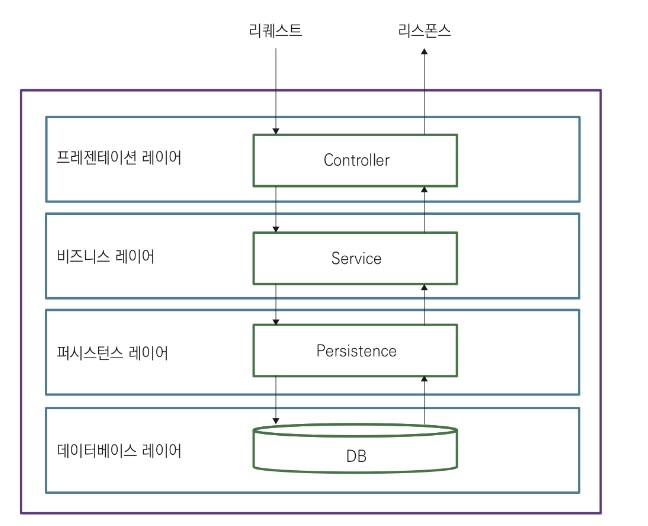 리퀘스트 리스폰스
프레젠테이션 레이어 Controller
비즈니스 레이어 Service
퍼시스턴스 레이어 Persistence
데이터베이스 레이어 DB